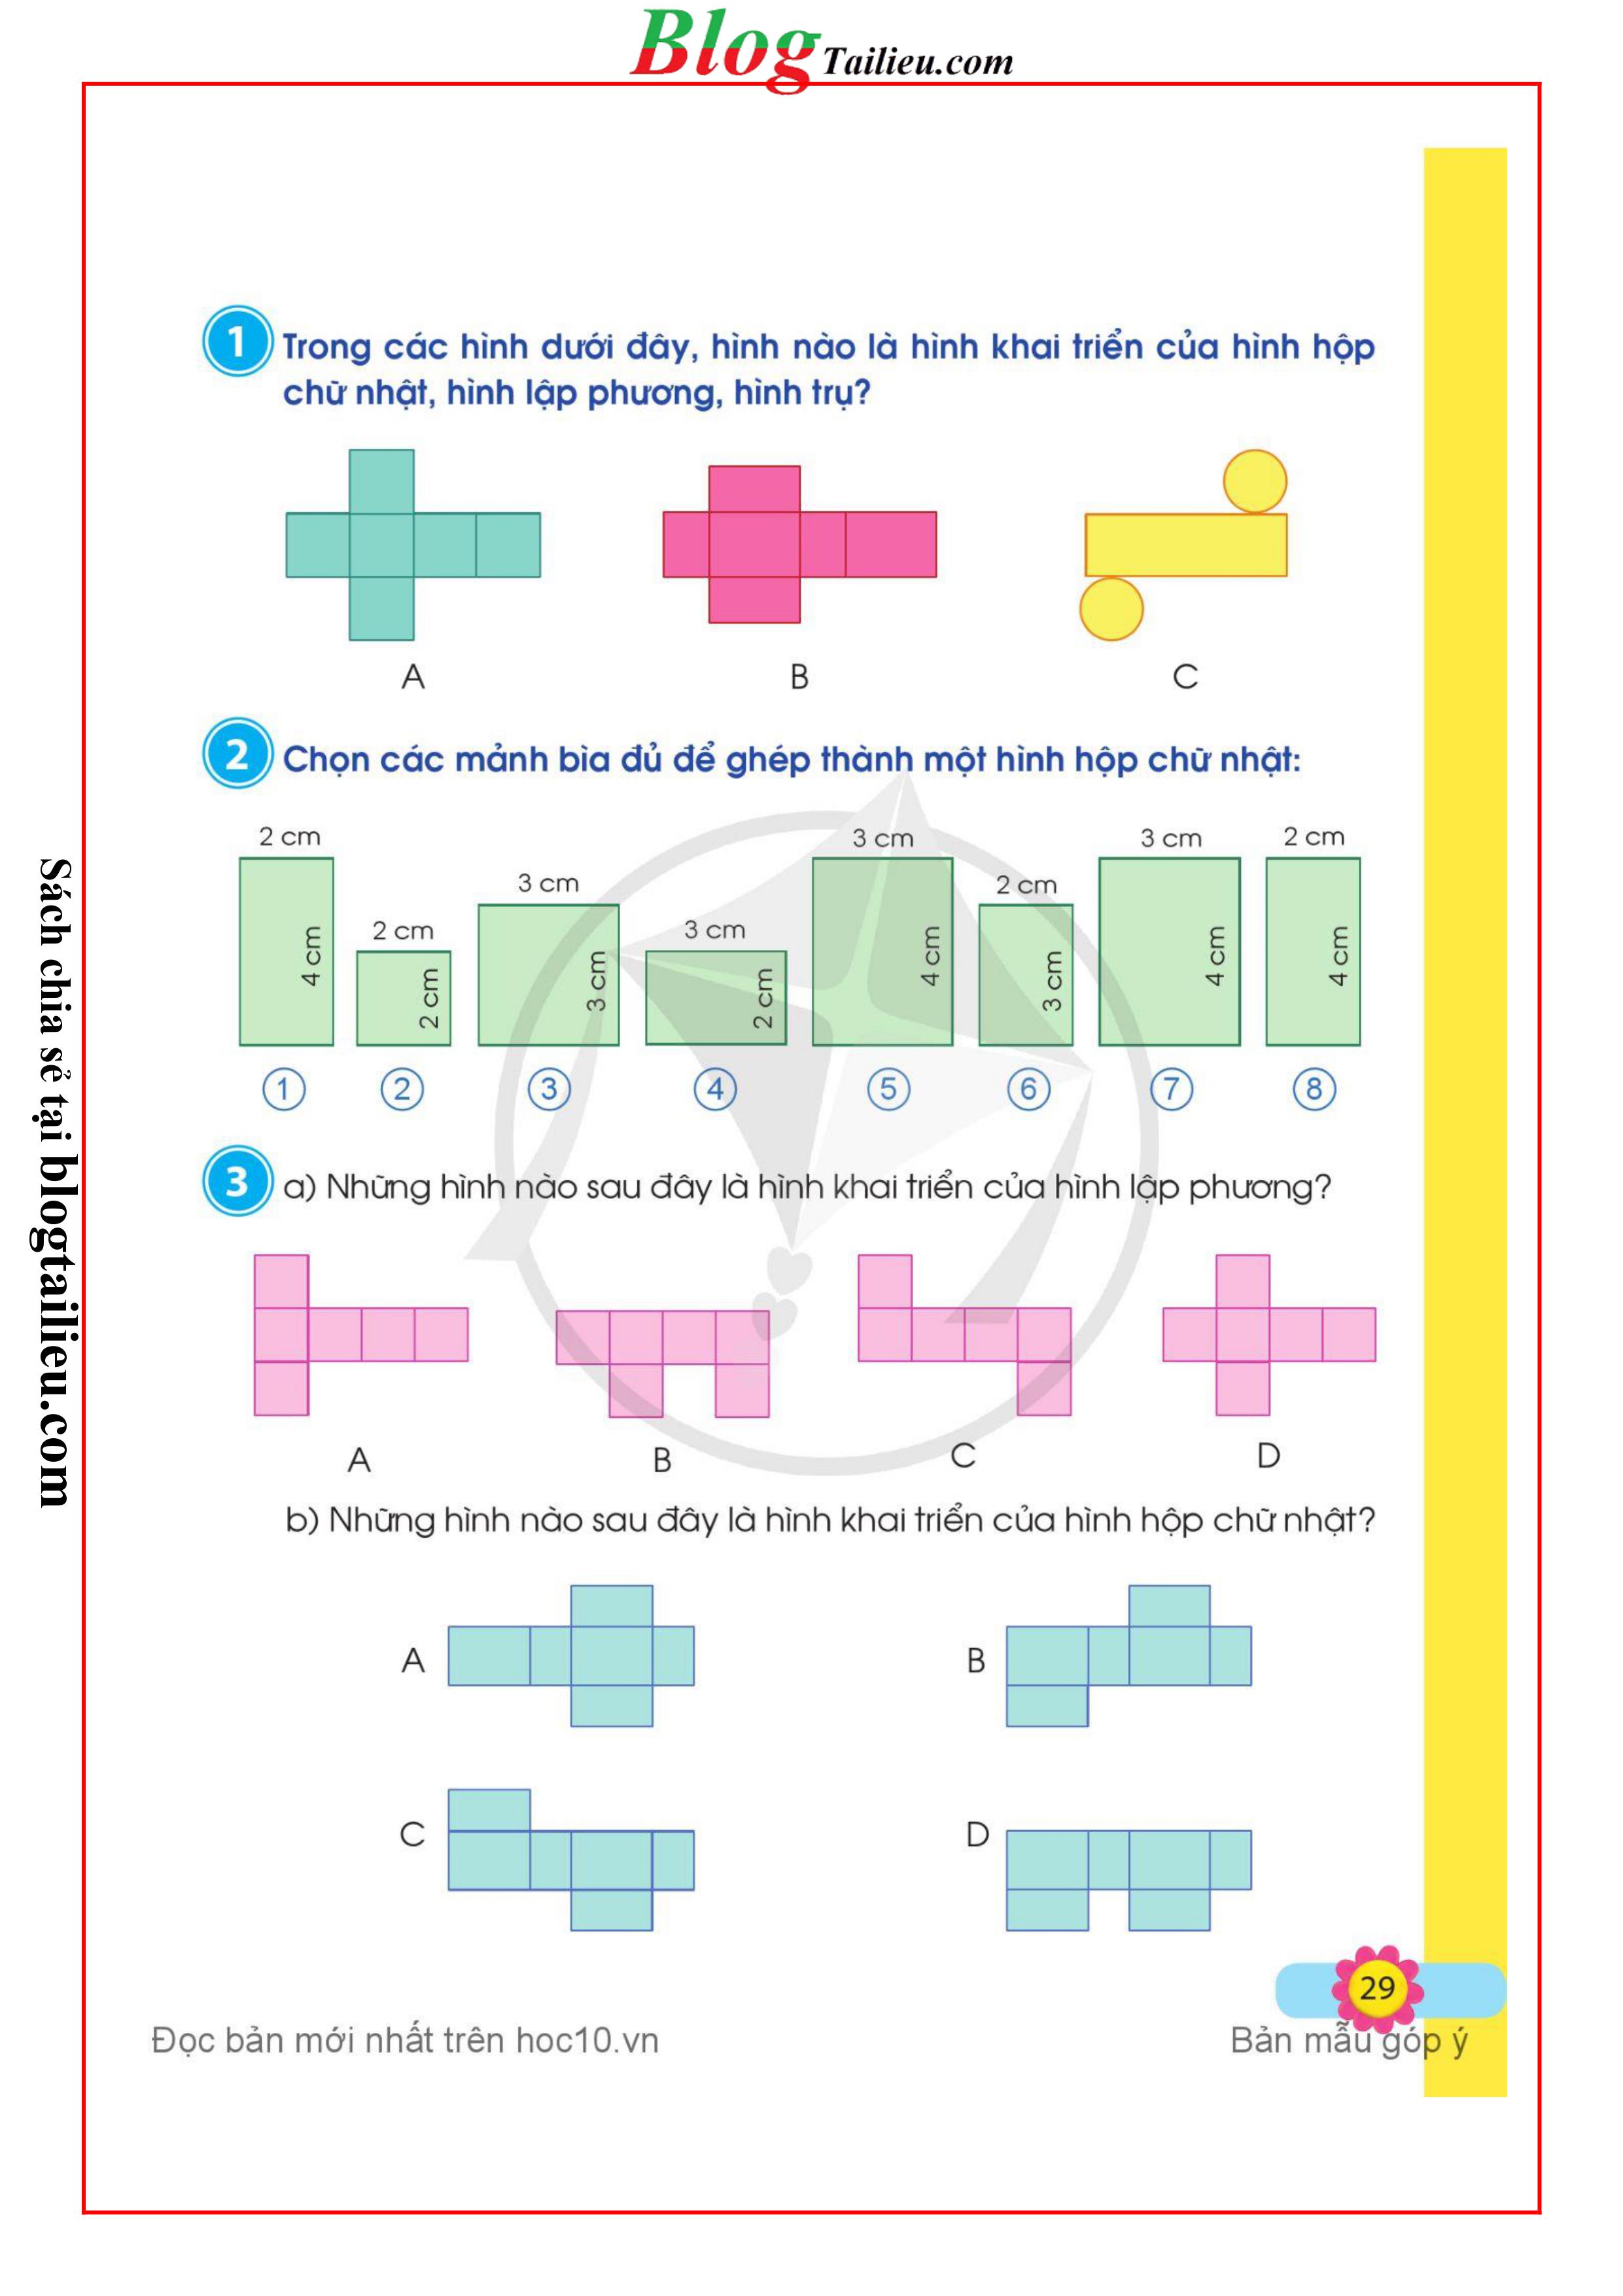 Blog Tailieu.com
1 Trong các hình dưới đây, hình nào là hình khai triển của hình hộp
chữ nhật, hình lập phương, hình trụ?
A B C
2 Chọn các mảnh bìa đủ để ghép thành một hình hộp chữ nhật:
2 cm 4 cm
2 cm 2 cm
3 cm 3 cm
3 cm 2 cm
3 cm 4 cm
2 cm 3 cm
3 cm 4 cm
2 cm 4 cm
1 2 3 4 5 6 7 8
3 a) Những hình nào sau đây là hình khai triển của hình lập phương?
A B C D
b) Những hình nào sau đây là hình khai triển của hình hộp chữ nhật?
A B
C D
29
Đọc bản mới nhất trên hoc10.vn Bản mẫu góp ý
Sách chia sẻ tại blogtailieu.com